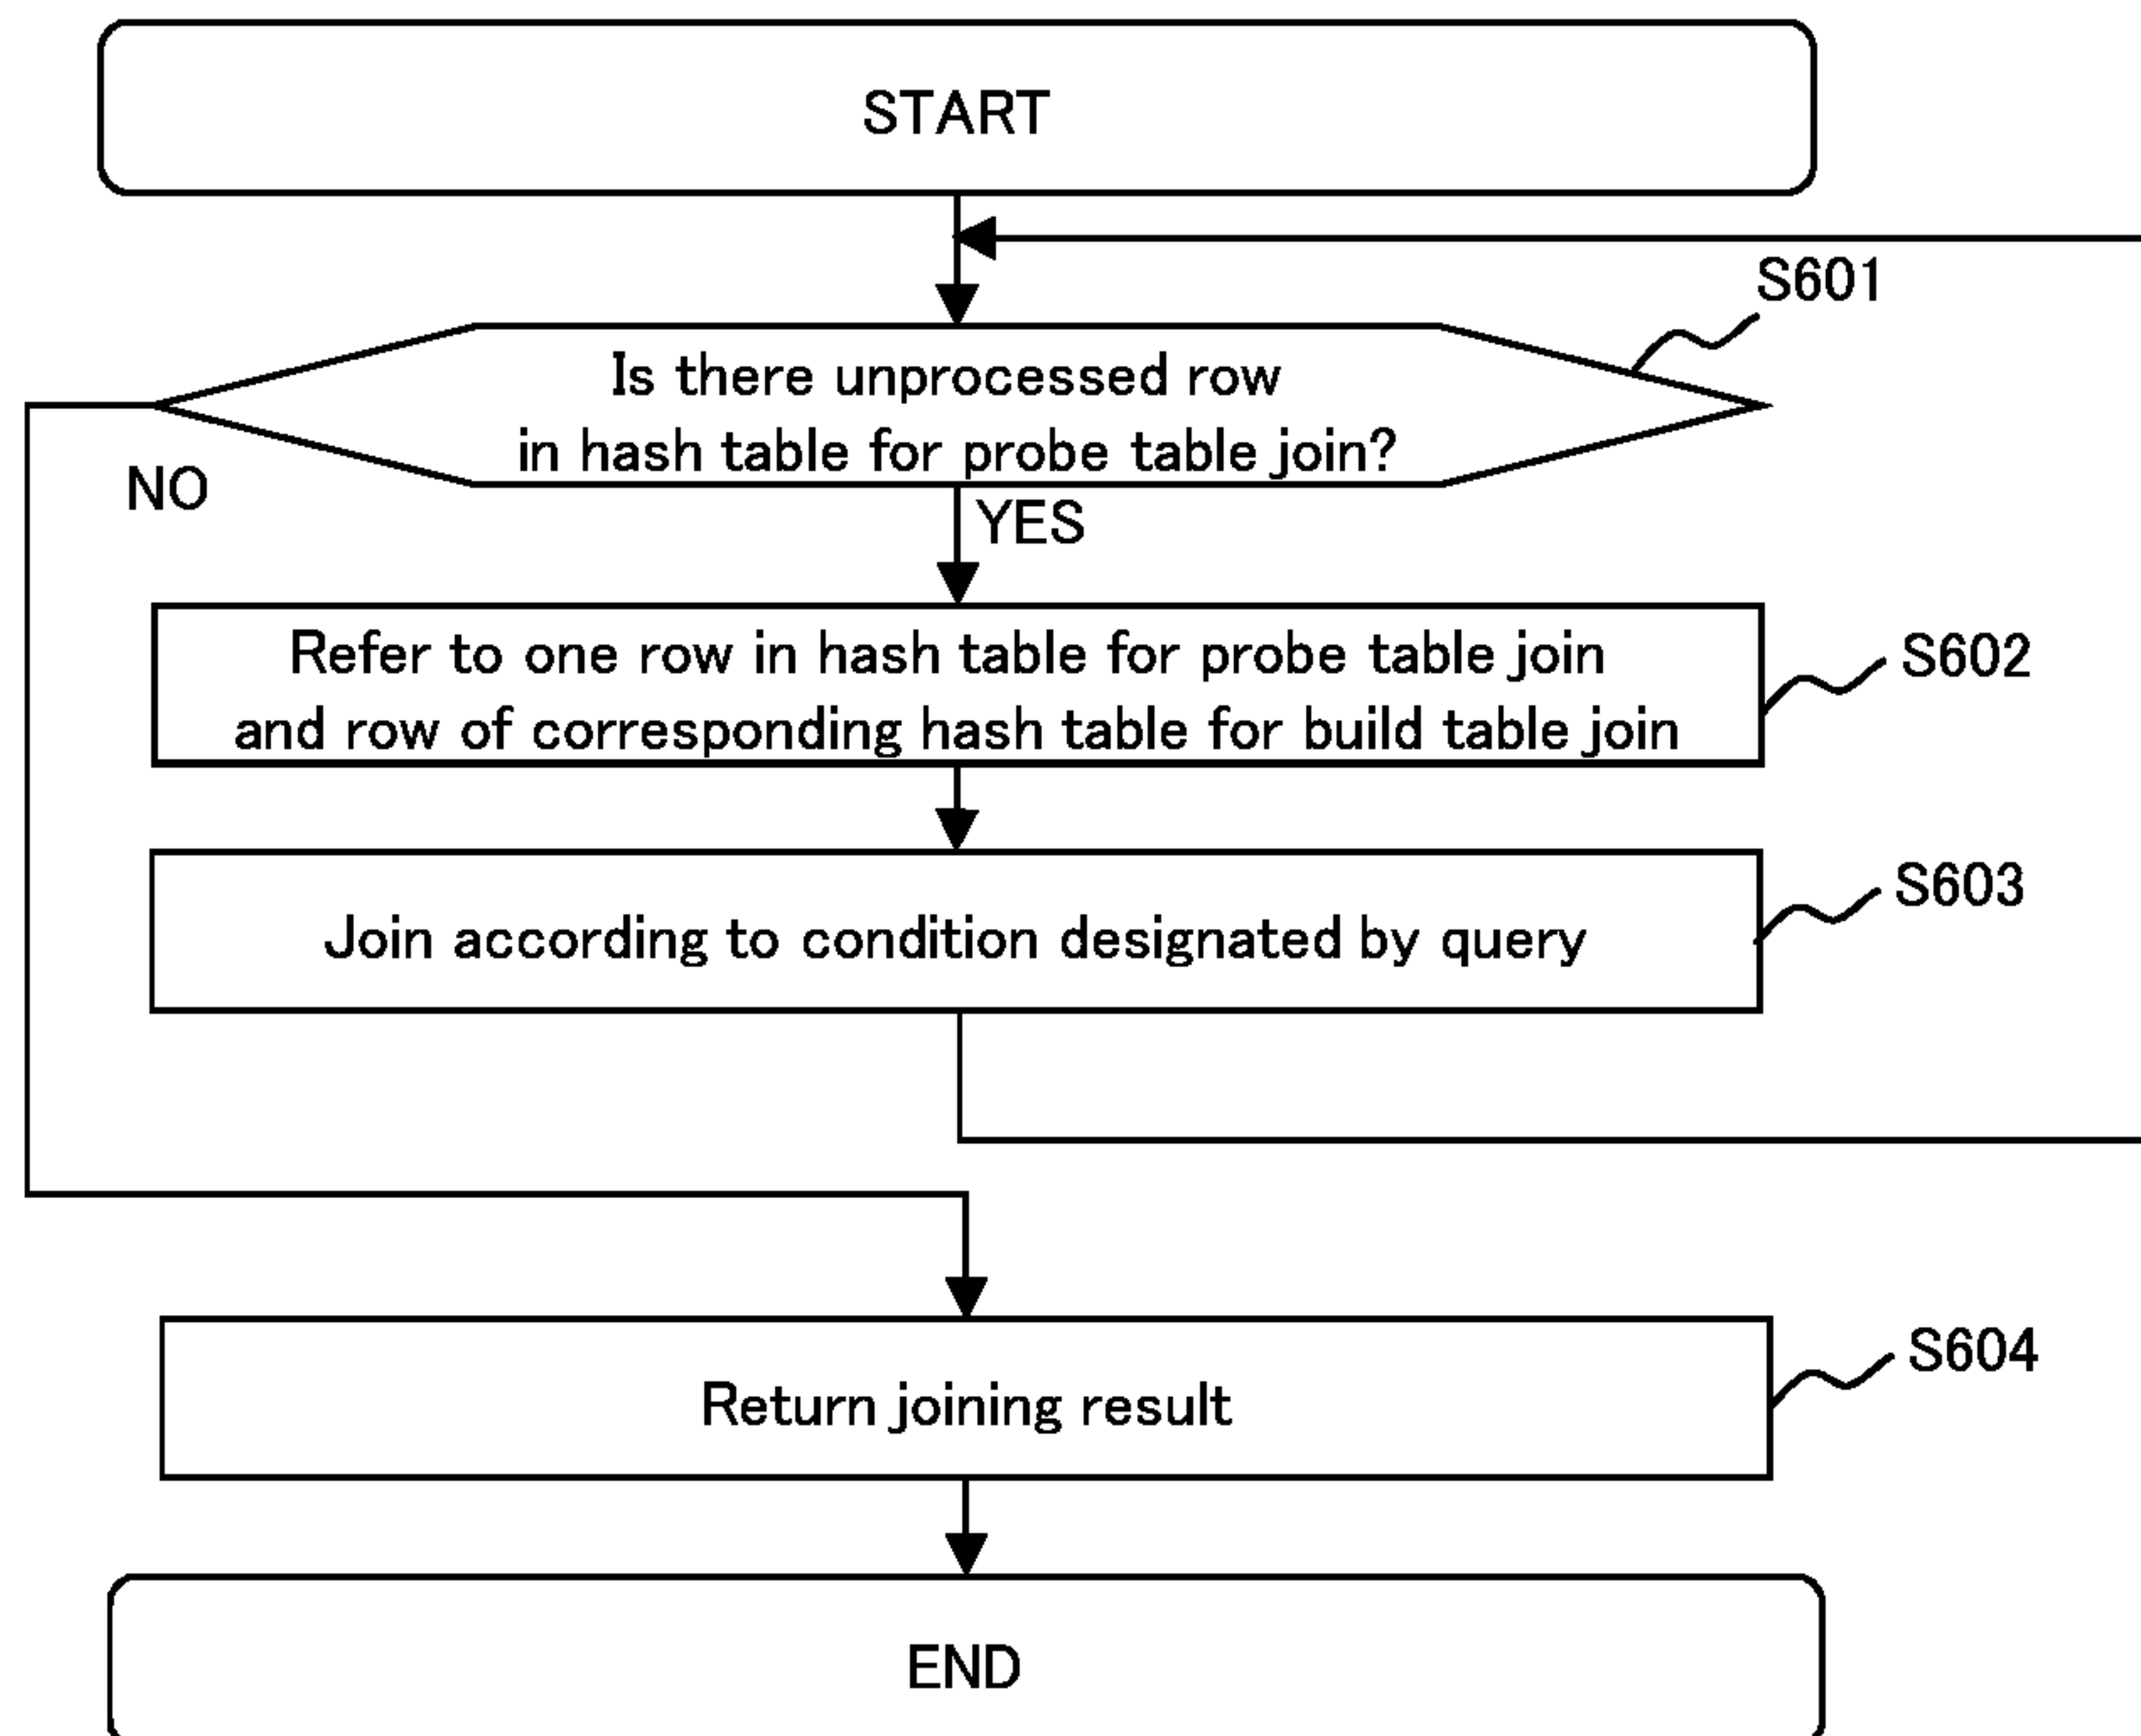 START
S601
Is there unprocessed row
in hash table for probe table join?
NO
YES
Refer to one row in hash table for probe table join
and row of corresponding hash table for build table join
S602
Join according to condition designated by query
S603
Return joining result
S604
END